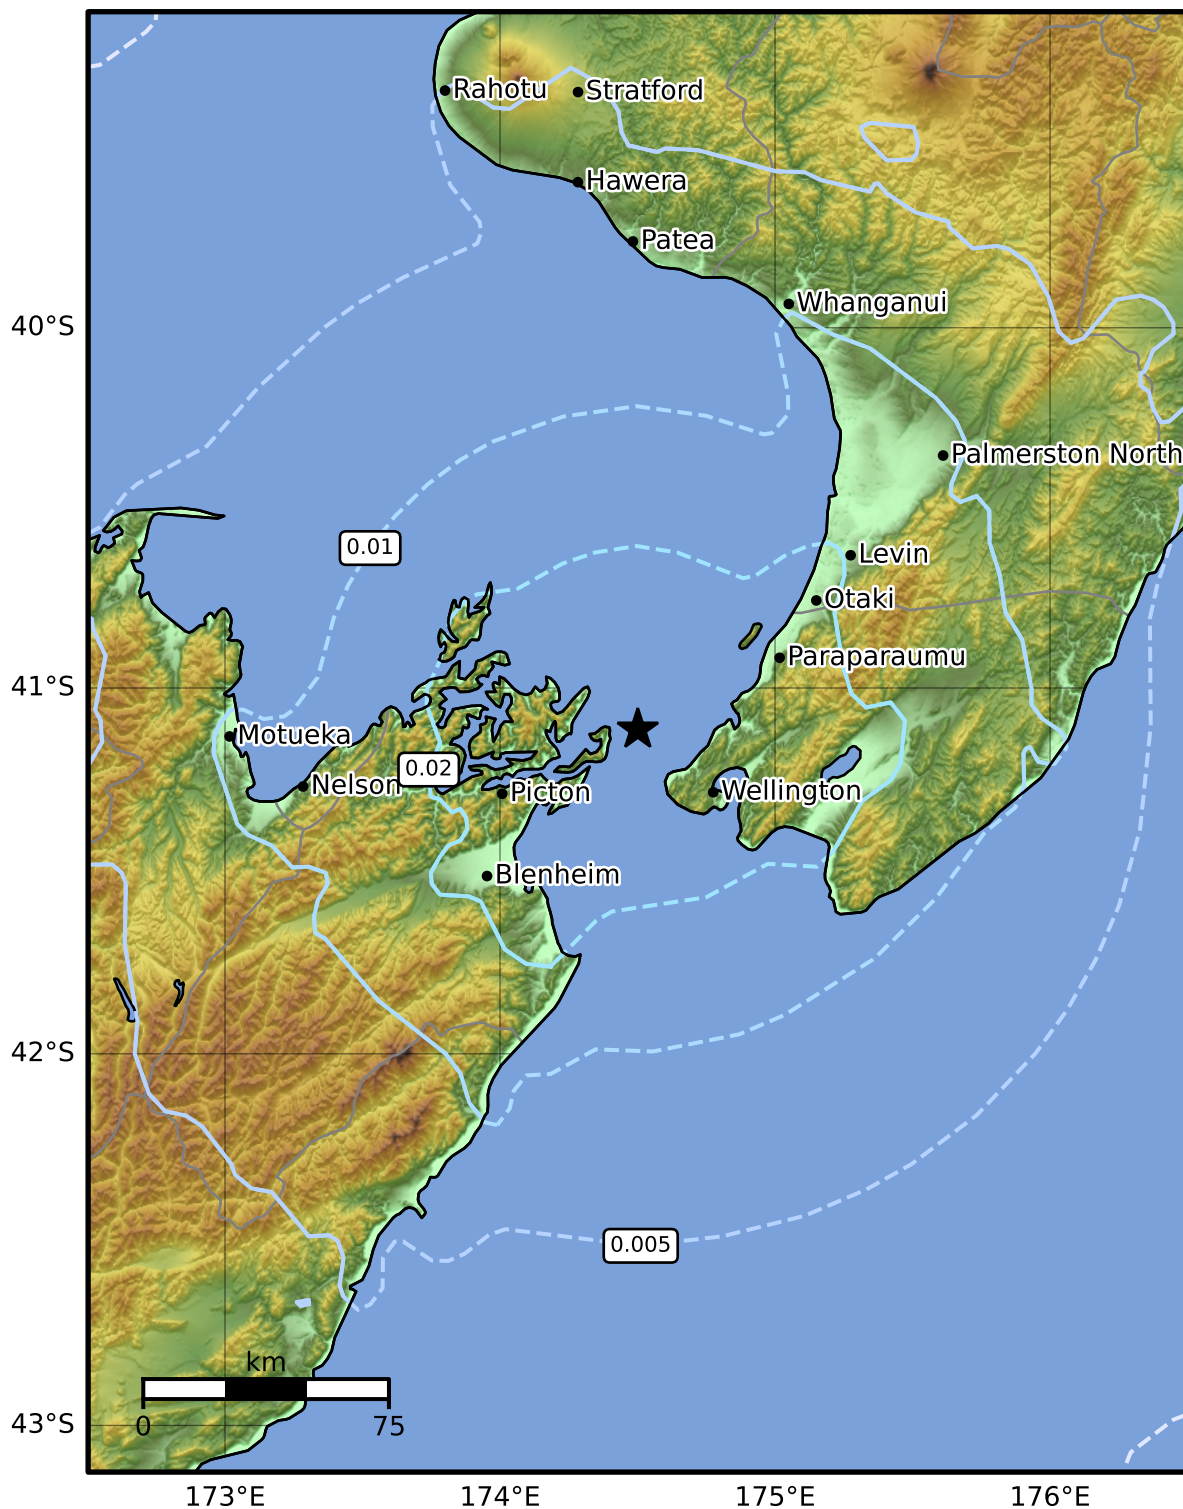 Rahotu
Stratford
Hawera
Patea
Whanganui
40°S
Palmerston North
0.01
Levin
Otaki
Paraparaumu
41°S
Motueka
0.02
Nelson
Picton
Wellington
Blenheim
42°S
0.005
km
0 75
43°S
173°E 174°E 175°E 176°E